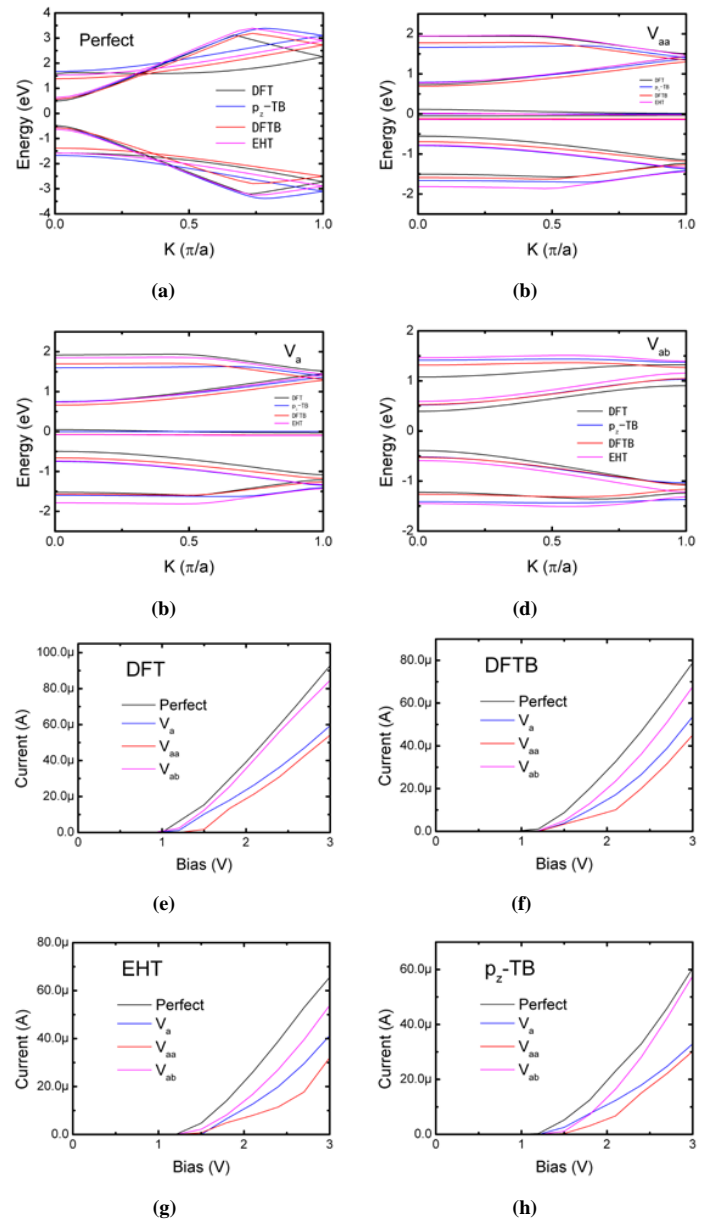 Perfect
DFT
p_z-TB
DFTB
EHT
4
3
2
1
0
-1
-2
-3
-4
Energy (eV)
0.0 0.25 0.5 0.75 1.0
K (π/a)
(a)
V_aa
DFT
p_z-TB
DFTB
EHT
2
1
0
-1
-2
Energy (eV)
0.0 0.5 1.0
K (π/a)
(b)
V_a
DFT
p_z-TB
DFTB
EHT
2
1
0
-1
-2
Energy (eV)
0.0 0.5 1.0
K (π/a)
(b)
V_ab
DFT
p_z-TB
DFTB
EHT
2
1
0
-1
-2
Energy (eV)
0.0 0.5 1.0
K (π/a)
(d)
DFT
Perfect
V_a
V_aa
V_ab
100.0µ
80.0µ
60.0µ
40.0µ
20.0µ
0.0
Current (A)
0 1 2 3
Bias (V)
(e)
DFTB
Perfect
V_a
V_aa
V_ab
80.0µ
60.0µ
40.0µ
20.0µ
0.0
Current (A)
0 1 2 3
Bias (V)
(f)
EHT
Perfect
V_a
V_aa
V_ab
80.0µ
60.0µ
40.0µ
20.0µ
0.0
Current (A)
0 1 2 3
Bias (V)
(g)
p_z-TB
Perfect
V_a
V_aa
V_ab
60.0µ
40.0µ
20.0µ
0.0
Current (A)
0 1 2 3
Bias (V)
(h)